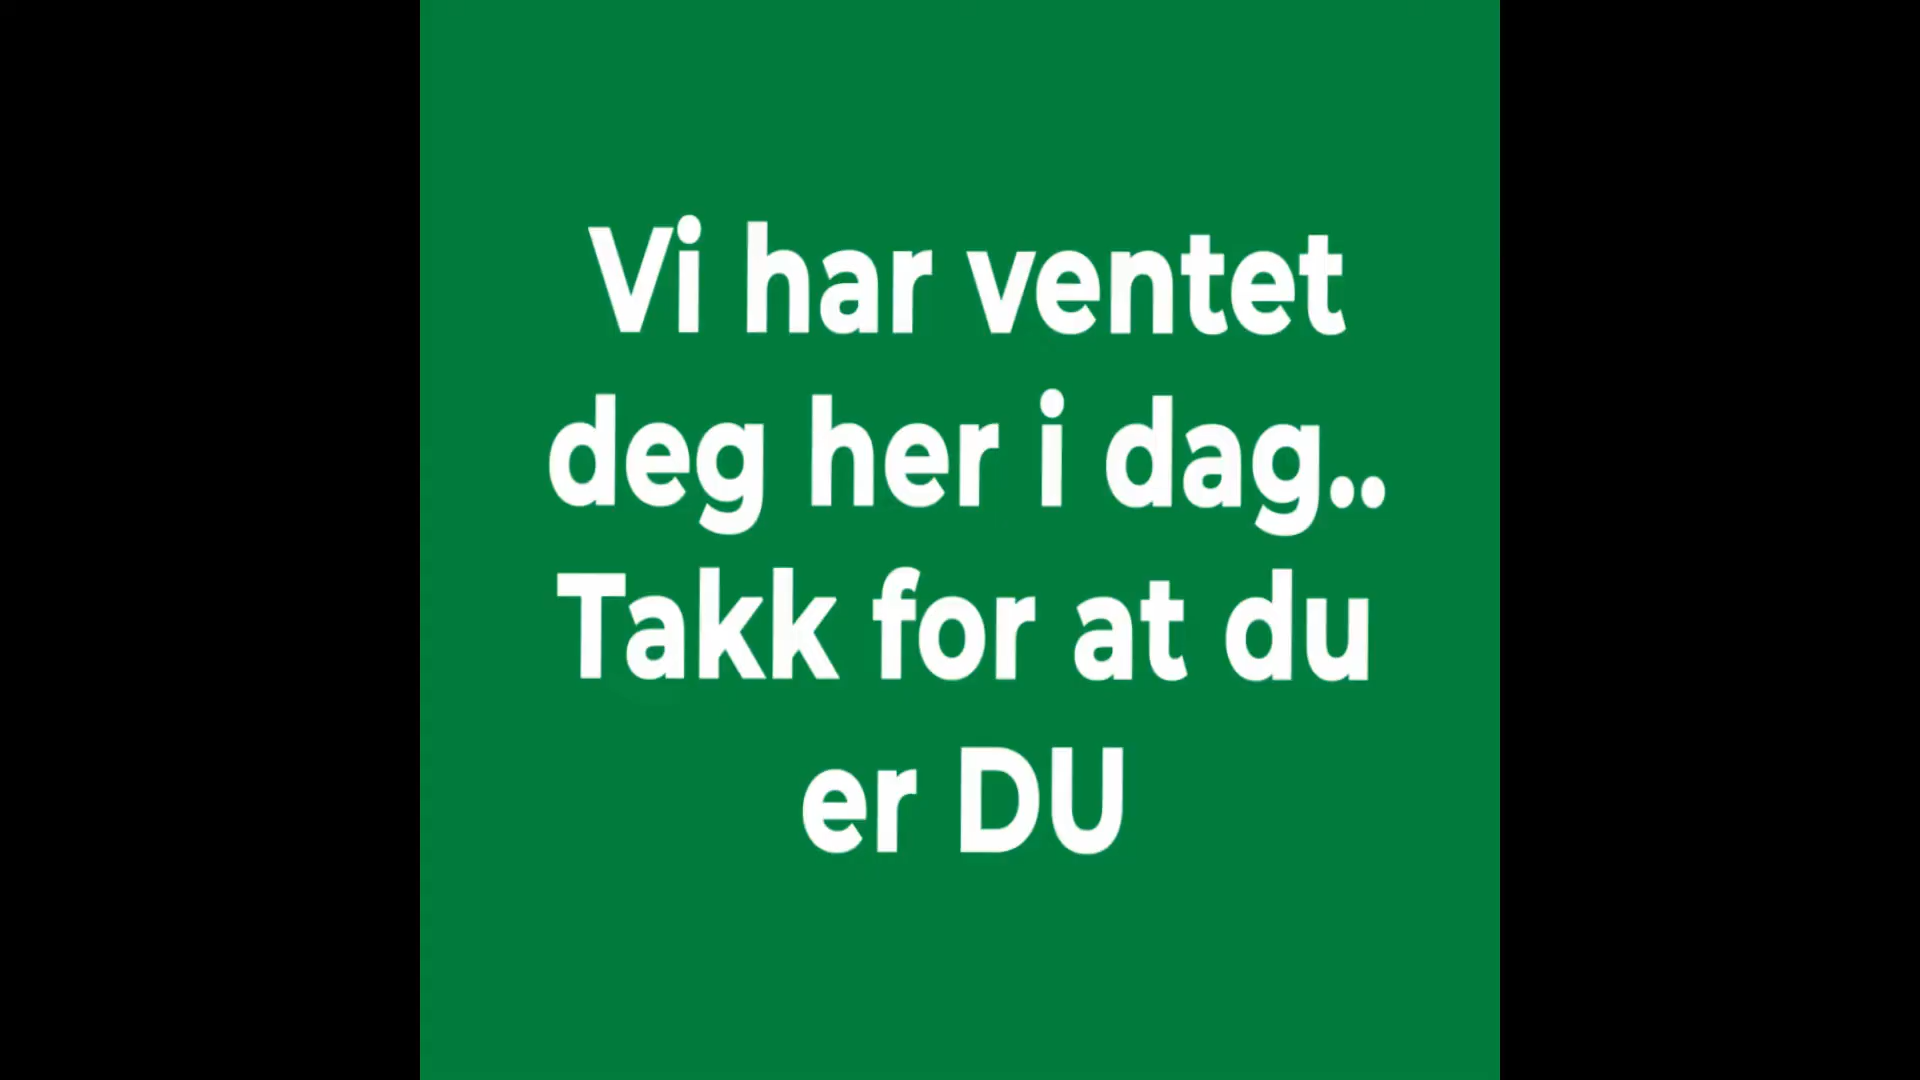 Vi har ventet
deg her i dag..
Takk for at du
er DU